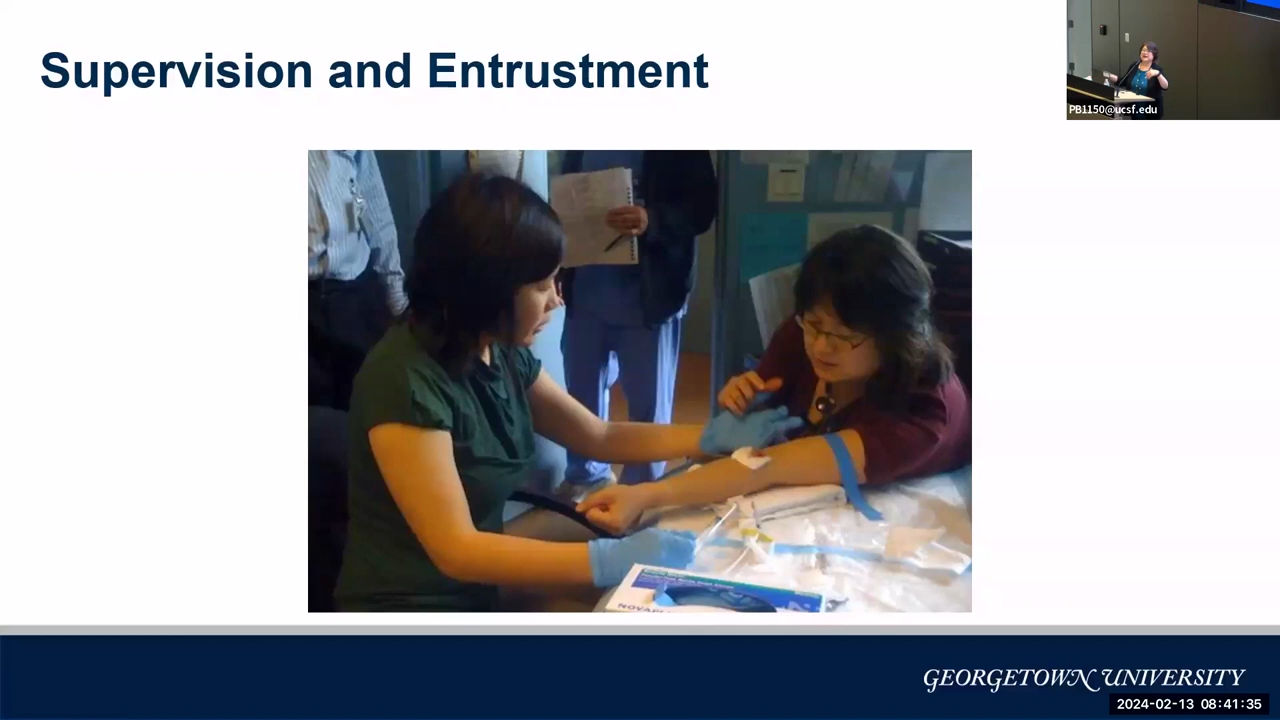 Supervision and Entrustment
PB1150@ucsf.edu
GEORGETOWN UNIVERSITY
2024-02-13 08:41:35